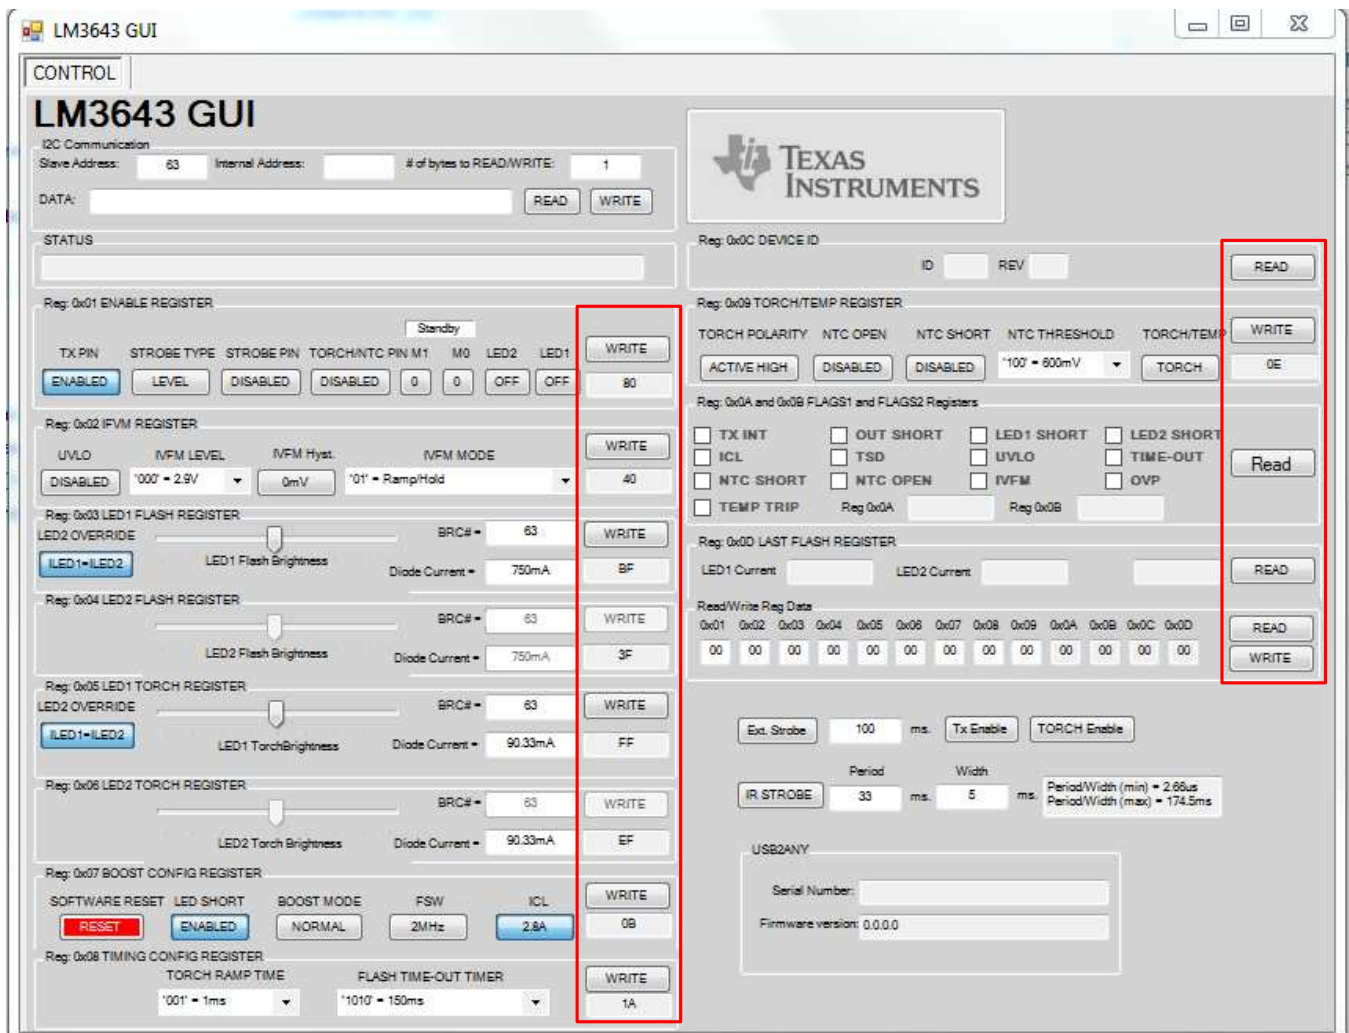 LM3643 GUI
CONTROL
LM3643 GUI
I2C Communication
Slave Address: 63 Internal Address: # of bytes to READ/WRITE: 1
DATA: READ WRITE
STATUS
Reg: 0x01 ENABLE REGISTER
Standby
TX PIN STROBE TYPE STROBE PIN TORCH/NTC PIN M1 M0 LED2 LED1 WRITE
ENABLED LEVEL DISABLED DISABLED 0 0 OFF OFF 80
Reg: 0x02 IFVM REGISTER
UVLO IVFM LEVEL IVFM Hyst. IVFM MODE WRITE
DISABLED '000' = 2.9V 0mV '01' = Ramp/Hold 40
Reg: 0x03 LED1 FLASH REGISTER
LED2 OVERRIDE BRC# = 63 WRITE
ILED1=ILED2 LED1 Flash Brightness Diode Current = 750mA BF
Reg: 0x04 LED2 FLASH REGISTER
BRC# = 63 WRITE
LED2 Flash Brightness Diode Current = 750mA 3F
Reg: 0x05 LED1 TORCH REGISTER
LED2 OVERRIDE BRC# = 63 WRITE
ILED1=ILED2 LED1 TorchBrightness Diode Current = 90.33mA FF
Reg: 0x06 LED2 TORCH REGISTER
BRC# = 63 WRITE
LED2 Torch Brightness Diode Current = 90.33mA EF
Reg: 0x07 BOOST CONFIG REGISTER
SOFTWARE RESET LED SHORT BOOST MODE FSW ICL WRITE
RESET ENABLED NORMAL 2MHz 2.8A 0B
Reg: 0x08 TIMING CONFIG REGISTER
TORCH RAMP TIME FLASH TIME-OUT TIMER WRITE
'001' = 1ms '1010' = 150ms 1A
TEXAS
INSTRUMENTS
Reg: 0x0C DEVICE ID
ID REV READ
Reg: 0x09 TORCH/TEMP REGISTER
TORCH POLARITY NTC OPEN NTC SHORT NTC THRESHOLD TORCH/TEMP WRITE
ACTIVE HIGH DISABLED DISABLED '100' = 600mV TORCH 0E
Reg: 0x0A and 0x0B FLAGS1 and FLAGS2 Registers
TX INT OUT SHORT LED1 SHORT LED2 SHORT
ICL TSD UVLO TIME-OUT Read
NTC SHORT NTC OPEN IVFM OVP
TEMP TRIP Reg 0x0A Reg 0x0B
Reg: 0x0D LAST FLASH REGISTER
LED1 Current LED2 Current READ
Read/Write Reg Data
0x01 0x02 0x03 0x04 0x05 0x06 0x07 0x08 0x09 0x0A 0x0B 0x0C 0x0D READ
00 00 00 00 00 00 00 00 00 00 00 00 00 WRITE
Ext. Strobe 100 ms. Tx Enable TORCH Enable
Period Width
IR STROBE 33 ms. 5 ms. Period/Width (min) = 2.66us
Period/Width (max) = 174.5ms
USB2ANY
Serial Number:
Firmware version: 0.0.0.0